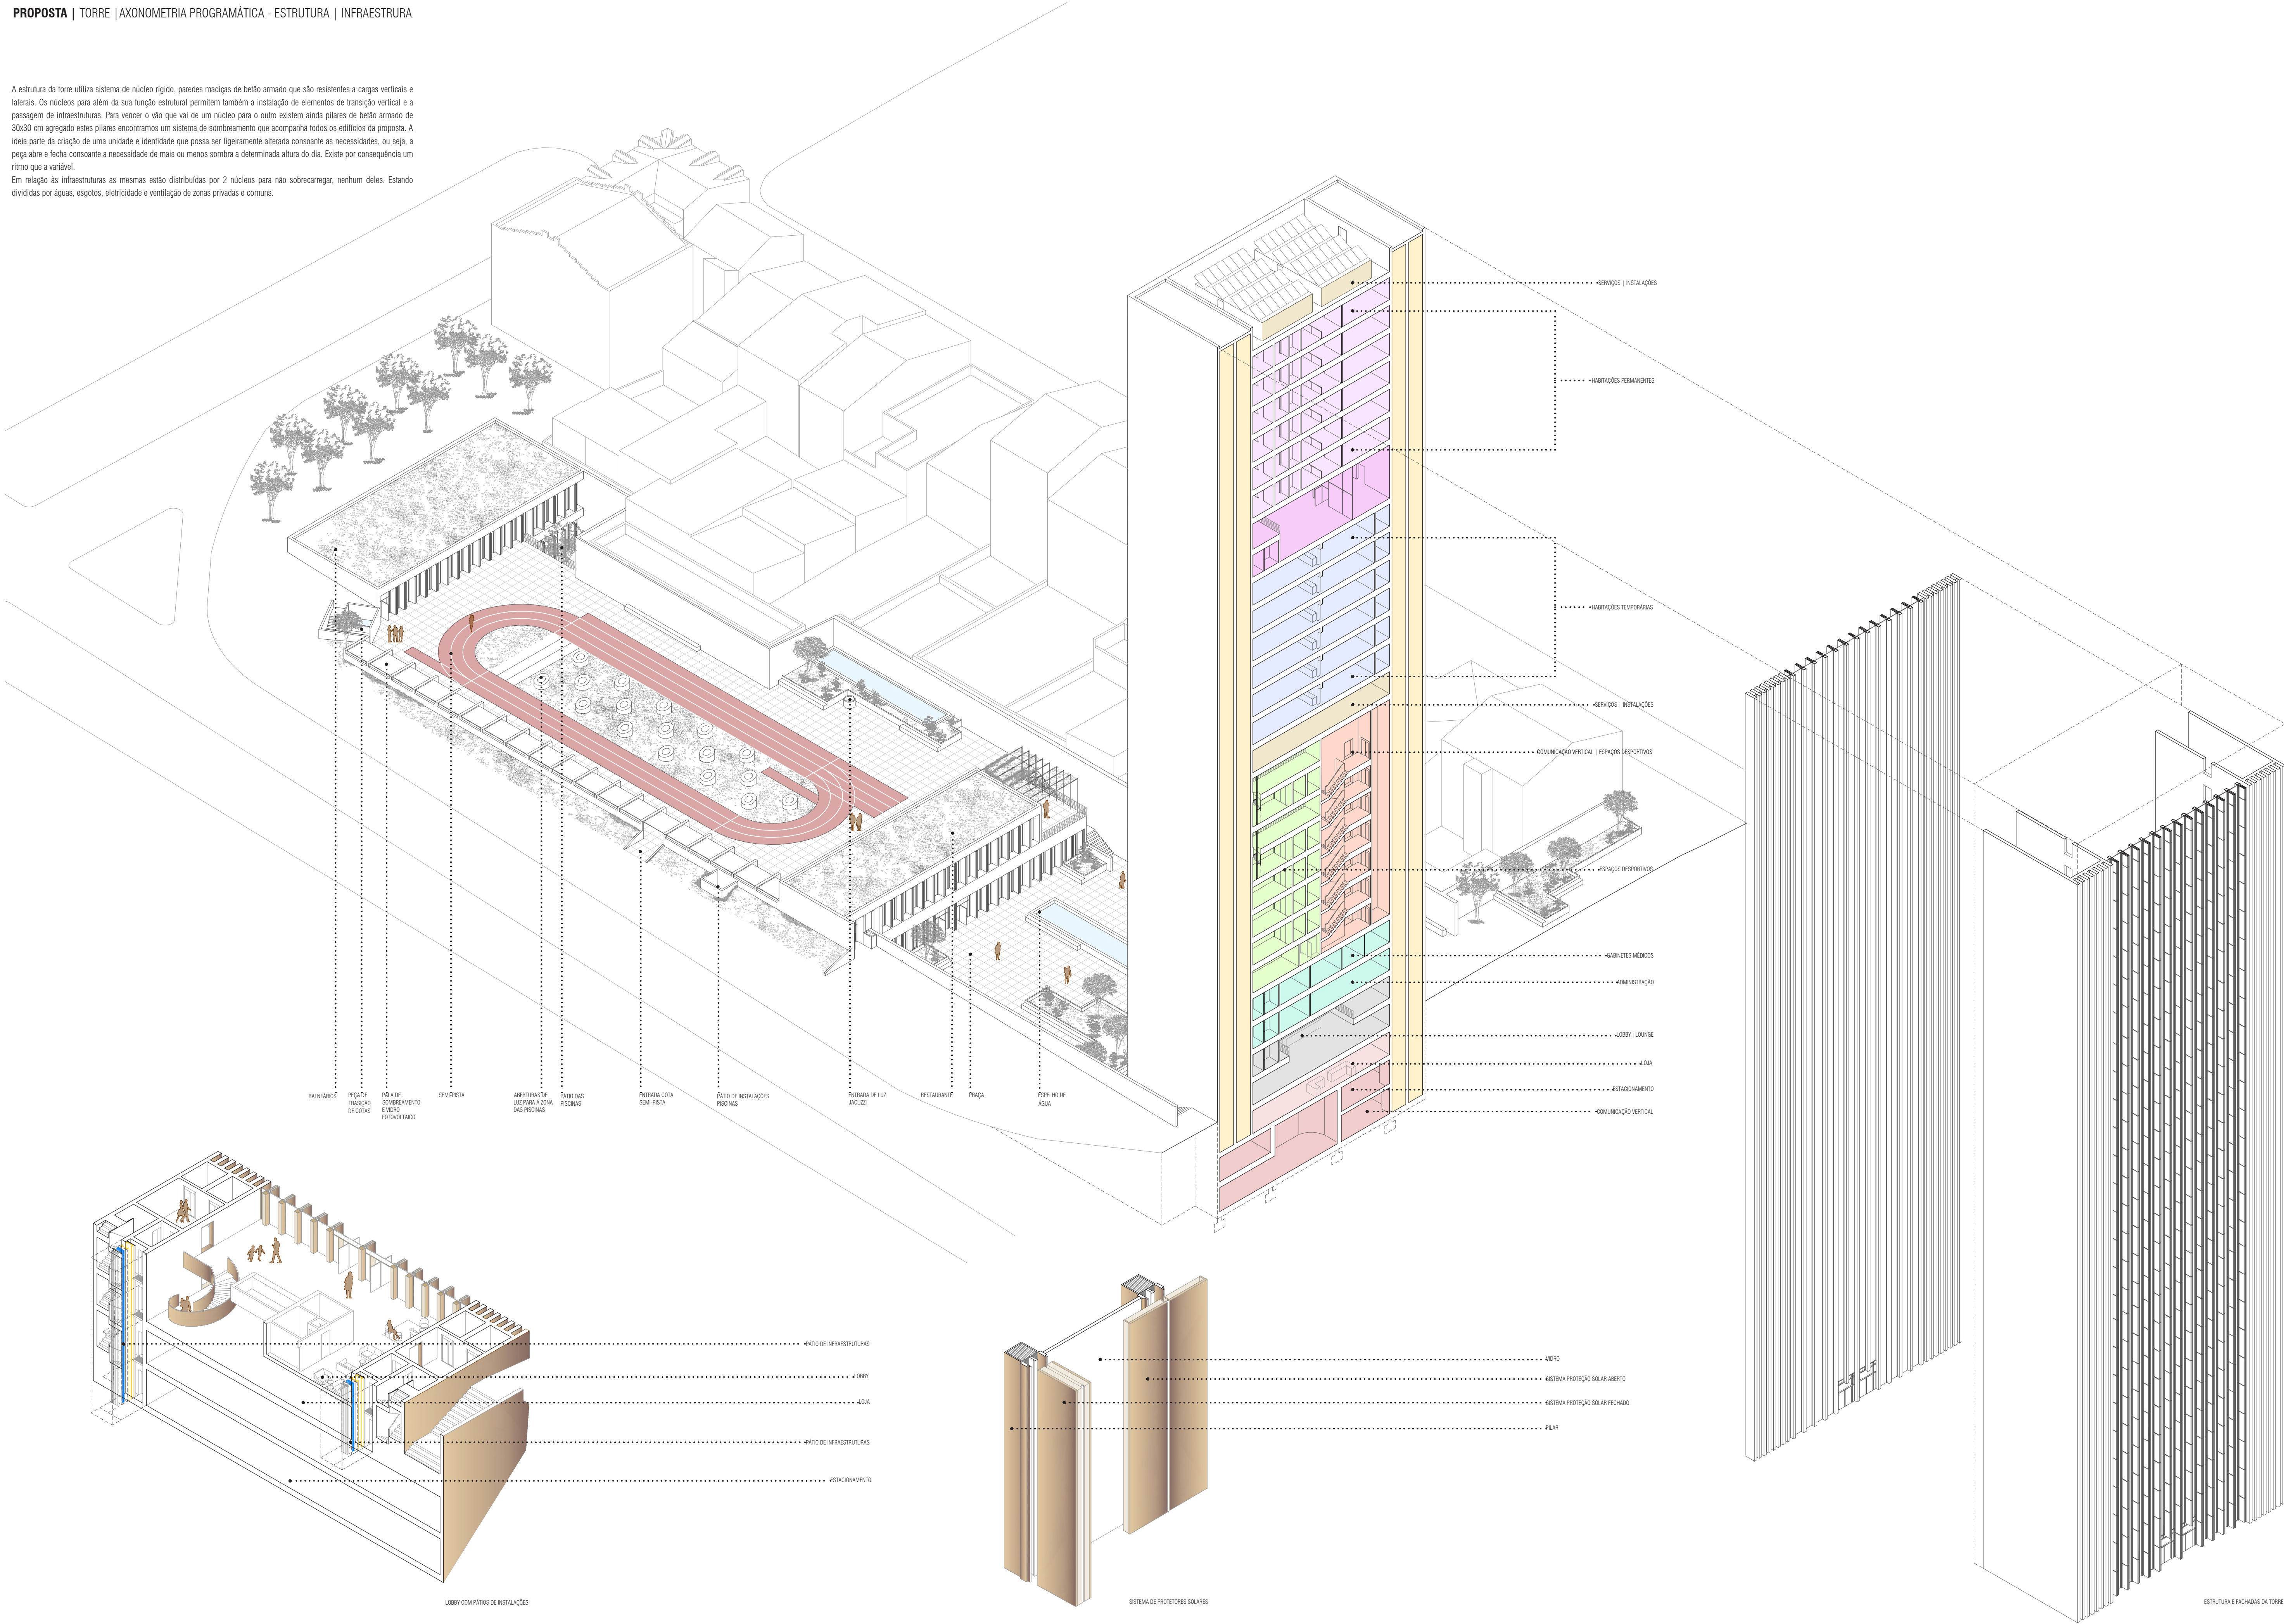 PROPOSTA | TORRE | AXONOMETRIA PROGRAMÁTICA - ESTRUTURA | INFRAESTRURA
A estrutura da torre utiliza sistema de núcleo rígido, paredes maciças de betão armado que são resistentes a cargas verticais e
laterais. Os núcleos para além da sua função estrutural permitem também a instalação de elementos de transição vertical e a
passagem de infraestruturas. Para vencer o vão que vai de um núcleo para o outro existem ainda pilares de betão armado de
30x30 cm agregado estes pilares encontramos um sistema de sombreamento que acompanha todos os edifícios da proposta. A
ideia parte da criação de uma unidade e identidade que possa ser ligeiramente alterada consoante as necessidades, ou seja, a
peça abre e fecha consoante a necessidade de mais ou menos sombra a determinada altura do dia. Existe por consequência um
ritmo que a variável.
Em relação às infraestruturas as mesmas estão distribuídas por 2 núcleos para não sobrecarregar, nenhum deles. Estando
divididas por águas, esgotos, eletricidade e ventilação de zonas privadas e comuns.
SERVIÇOS | INSTALAÇÕES
HABITAÇÕES PERMANENTES
HABITAÇÕES TEMPORÁRIAS
SERVIÇOS | INSTALAÇÕES
COMUNICAÇÃO VERTICAL | ESPAÇOS DESPORTIVOS
ESPAÇOS DESPORTIVOS
GABINETES MÉDICOS
ADMINISTRAÇÃO
LOBBY | LOUNGE
LOJA
ESTACIONAMENTO
COMUNICAÇÃO VERTICAL
BALNEÁRIOS
PEÇA DE
TRASIÇÃO
DE COTAS
PALA DE
SOMBREAMENTO
E VIDRO
FOTOVOLTAICO
SEMI-PISTA
ABERTURAS DE
LUZ PARA A ZONA
DAS PISCINAS
PÁTIO DAS
PISCINAS
ENTRADA COTA
SEMI-PISTA
PÁTIO DE INSTALAÇÕES
PISCINAS
ENTRADA DE LUZ
JACUZZI
RESTAURANTE
PRAÇA
ESPELHO DE
ÁGUA
PÁTIO DE INFRAESTRUTURAS
LOBBY
LOJA
PÁTIO DE INFRAESTRUTURAS
ESTACIONAMENTO
LOBBY COM PÁTIOS DE INSTALAÇÕES
VIDRO
SISTEMA PROTEÇÃO SOLAR ABERTO
SISTEMA PROTEÇÃO SOLAR FECHADO
PILAR
SISTEMA DE PROTETORES SOLARES
ESTRUTURA E FACHADAS DA TORRE